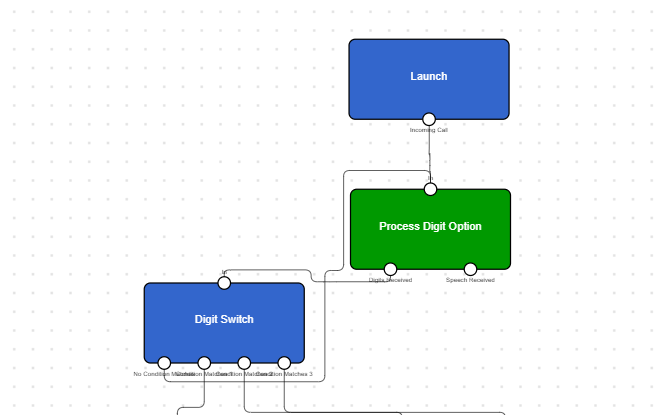 Launch
Incoming Call
In
Process Digit Option
Digits Received
Speech Received
In
Digit Switch
No Condition Matches
Condition Matches 1
Condition Matches 2
Condition Matches 3